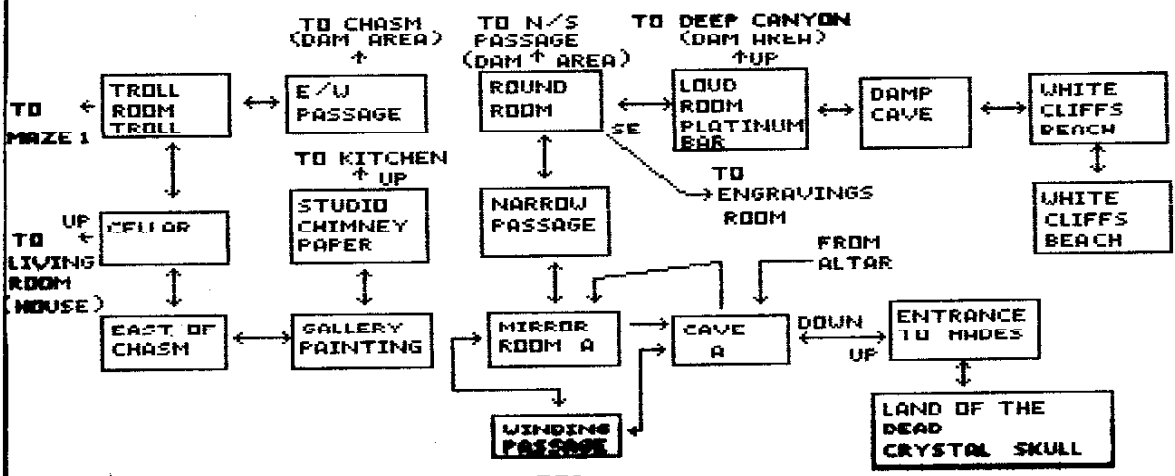 TO CHASM
(DAM AREA)
TO N/S
PASSAGE
(DAM ↑ AREA)
TO DEEP CANYON
(DAM AREA)
↑UP
TO
MAZE 1
TROLL
ROOM
TROLL
E/W
PASSAGE
ROUND
ROOM
LOUD
ROOM
PLATINUM
BAR
DAMP
CAVE
WHITE
CLIFFS
BEACH
SE
TO KITCHEN
↑ UP
TO
ENGRAVINGS
ROOM
UP
TO
LIVING
ROOM
(HOUSE)
CELLAR
STUDIO
CHIMNEY
PAPER
NARROW
PASSAGE
WHITE
CLIFFS
BEACH
FROM
ALTAR
EAST OF
CHASM
GALLERY
PAINTING
MIRROR
ROOM A
CAVE
A
DOWN
UP
ENTRANCE
TO HADES
WINDING
PASSAGE
LAND OF THE
DEAD
CRYSTAL SKULL